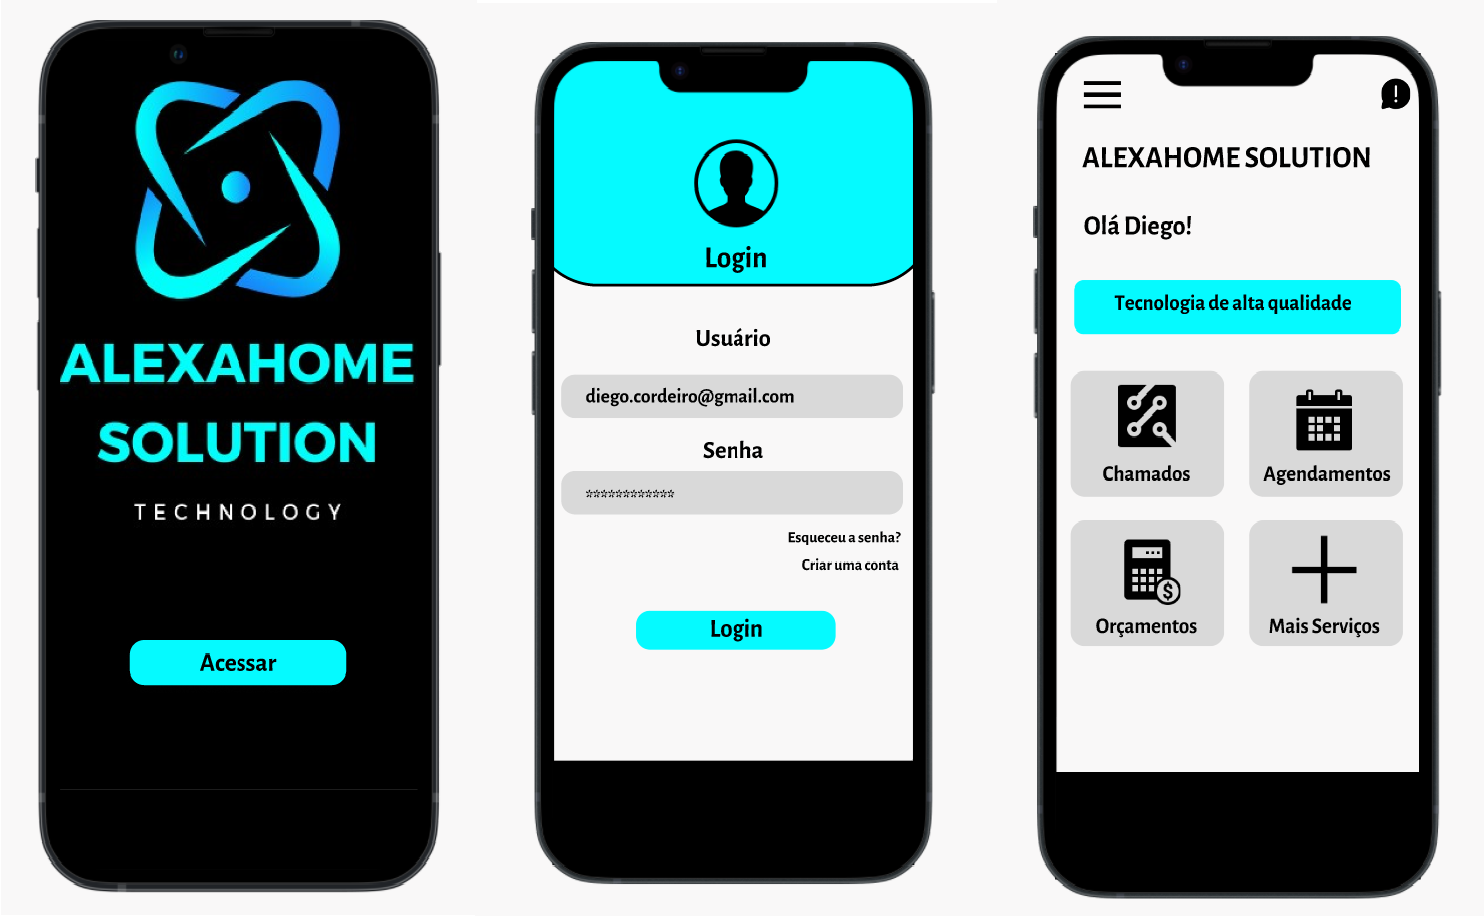 ALEXAHOME
SOLUTION
TECHNOLOGY
Acessar
Login
Usuário
diego.cordeiro@gmail.com
Senha
************
Esqueceu a senha?
Criar uma conta
Login
ALEXAHOME SOLUTION
Olá Diego!
Tecnologia de alta qualidade
Chamados
Agendamentos
Orçamentos
Mais Serviços